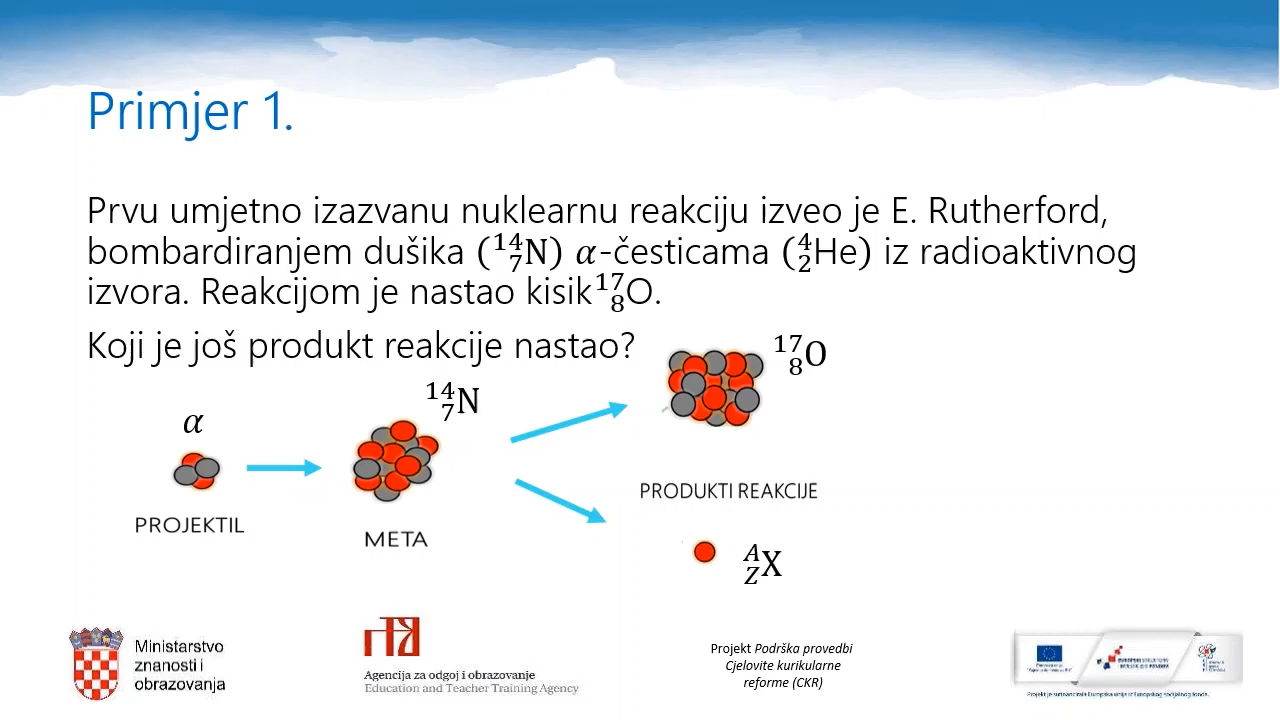 Primjer 1.
Prvu umjetno izazvanu nuklearnu reakciju izveo je E. Rutherford,
bombardiranjem dušika (¹⁴₇N) α-česticama (⁴₂He) iz radioaktivnog
izvora. Reakcijom je nastao kisik¹⁷₈O.
Koji je još produkt reakcije nastao?
¹⁷₈O
¹⁴₇N
α
PRODUKTI REAKCIJE
PROJEKTIL
META
ᴬ_Z X
Ministarstvo
znanosti i
obrazovanja
Agencija za odgoj i obrazovanje
Education and Teacher Training Agency
Projekt Podrška provedbi
Cjelovite kurikularne
reforme (CKR)